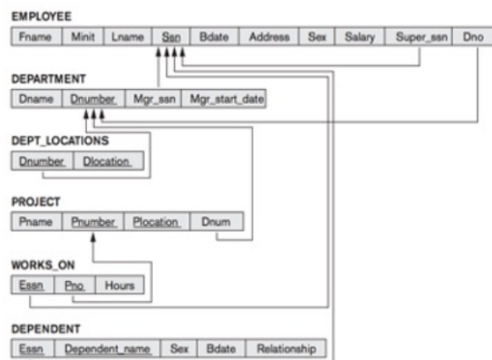 EMPLOYEE
Fname Minit Lname Ssn Bdate Address Sex Salary Super_ssn Dno
DEPARTMENT
Dname Dnumber Mgr_ssn Mgr_start_date
DEPT_LOCATIONS
Dnumber Dlocation
PROJECT
Pname Pnumber Plocation Dnum
WORKS_ON
Essn Pno Hours
DEPENDENT
Essn Dependent_name Sex Bdate Relationship